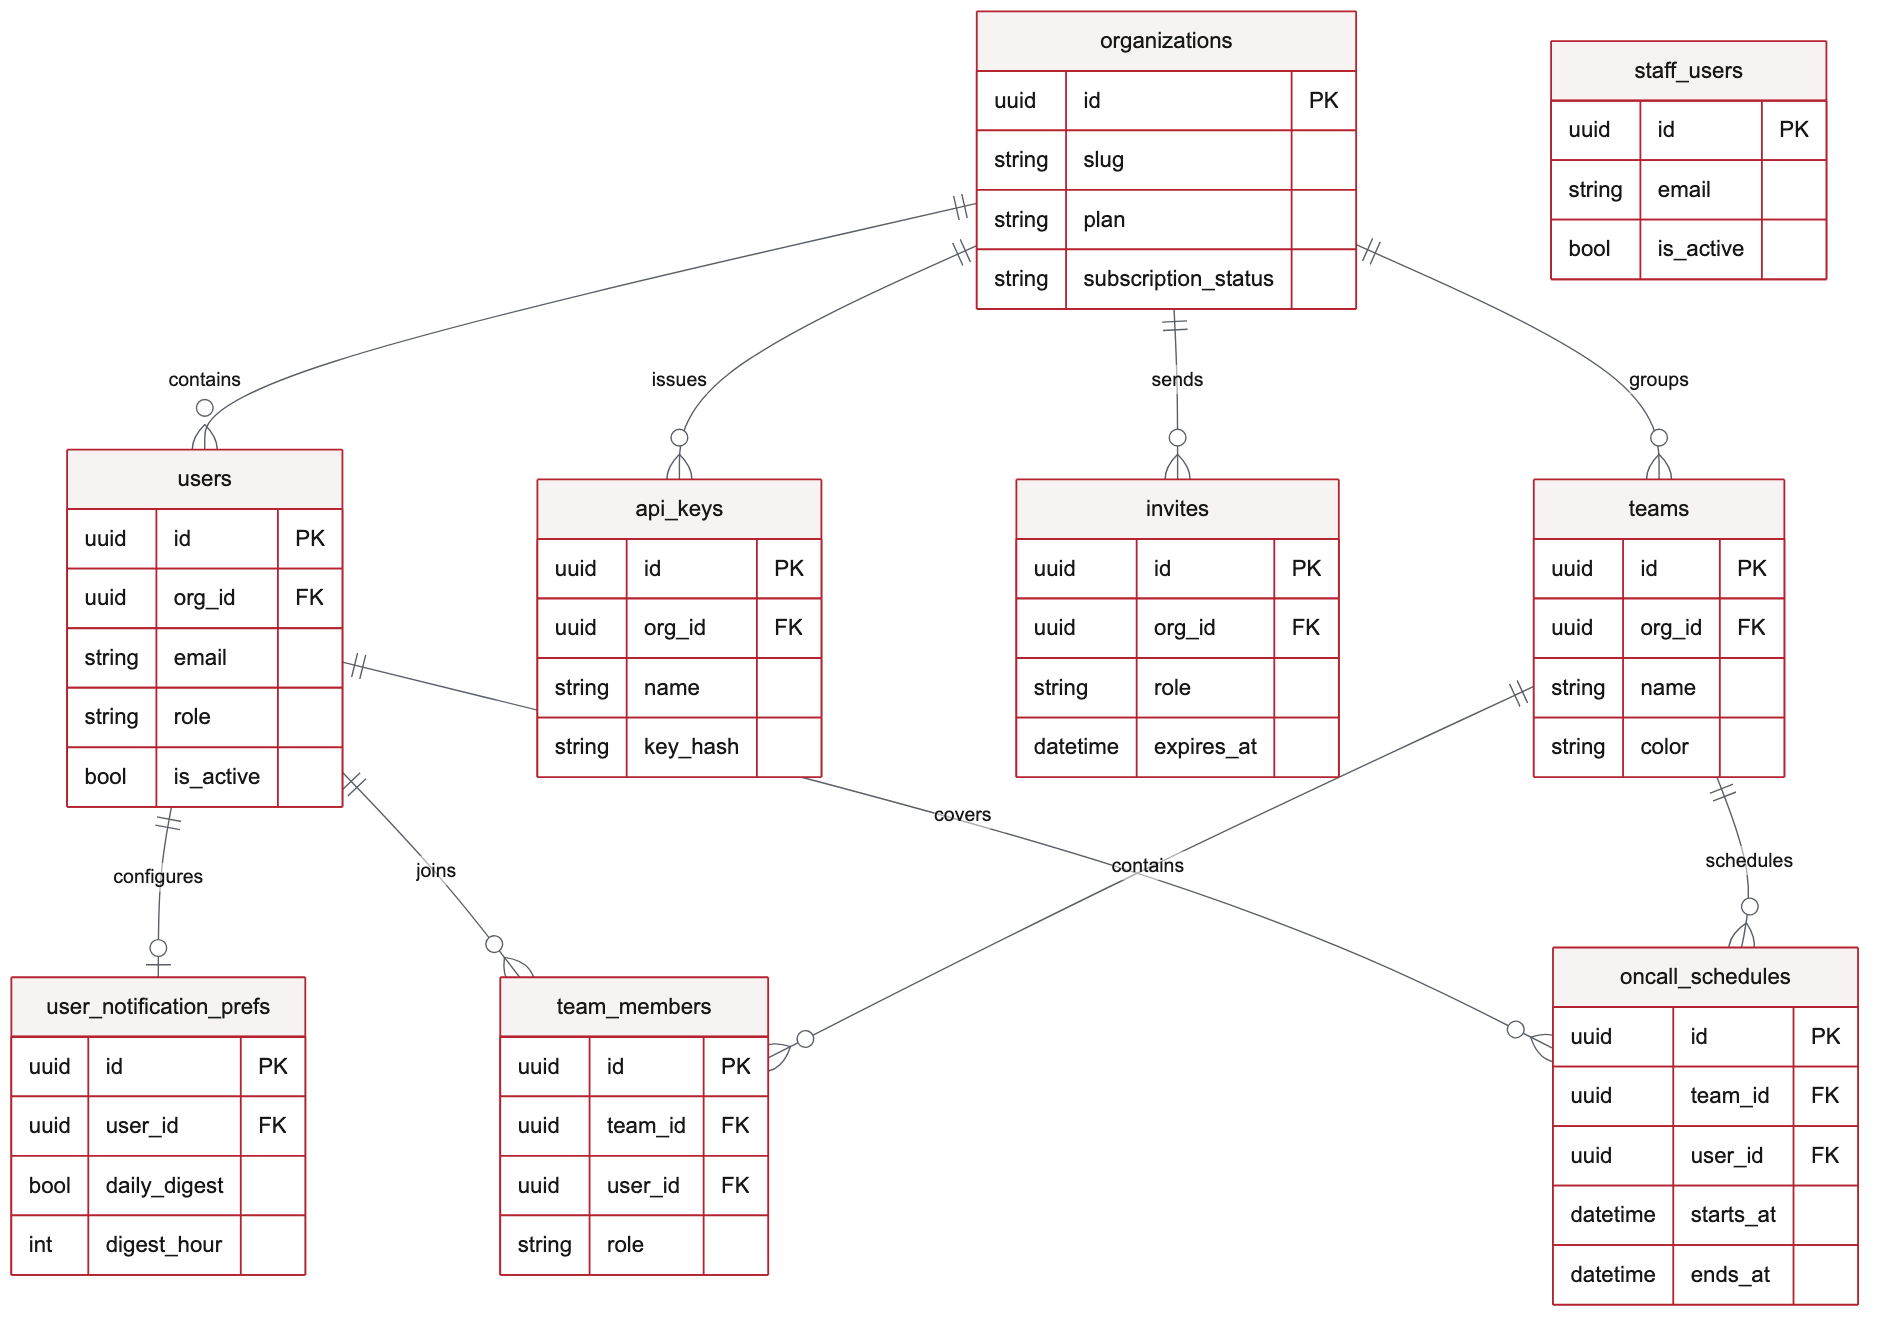 organizations
uuid id PK
string slug
string plan
string subscription_status
staff_users
uuid id PK
string email
bool is_active
contains
issues
sends
groups
users
uuid id PK
uuid org_id FK
string email
string role
bool is_active
api_keys
uuid id PK
uuid org_id FK
string name
string key_hash
invites
uuid id PK
uuid org_id FK
string role
datetime expires_at
teams
uuid id PK
uuid org_id FK
string name
string color
covers
contains
schedules
configures
joins
user_notification_prefs
uuid id PK
uuid user_id FK
bool daily_digest
int digest_hour
team_members
uuid id PK
uuid team_id FK
uuid user_id FK
string role
oncall_schedules
uuid id PK
uuid team_id FK
uuid user_id FK
datetime starts_at
datetime ends_at